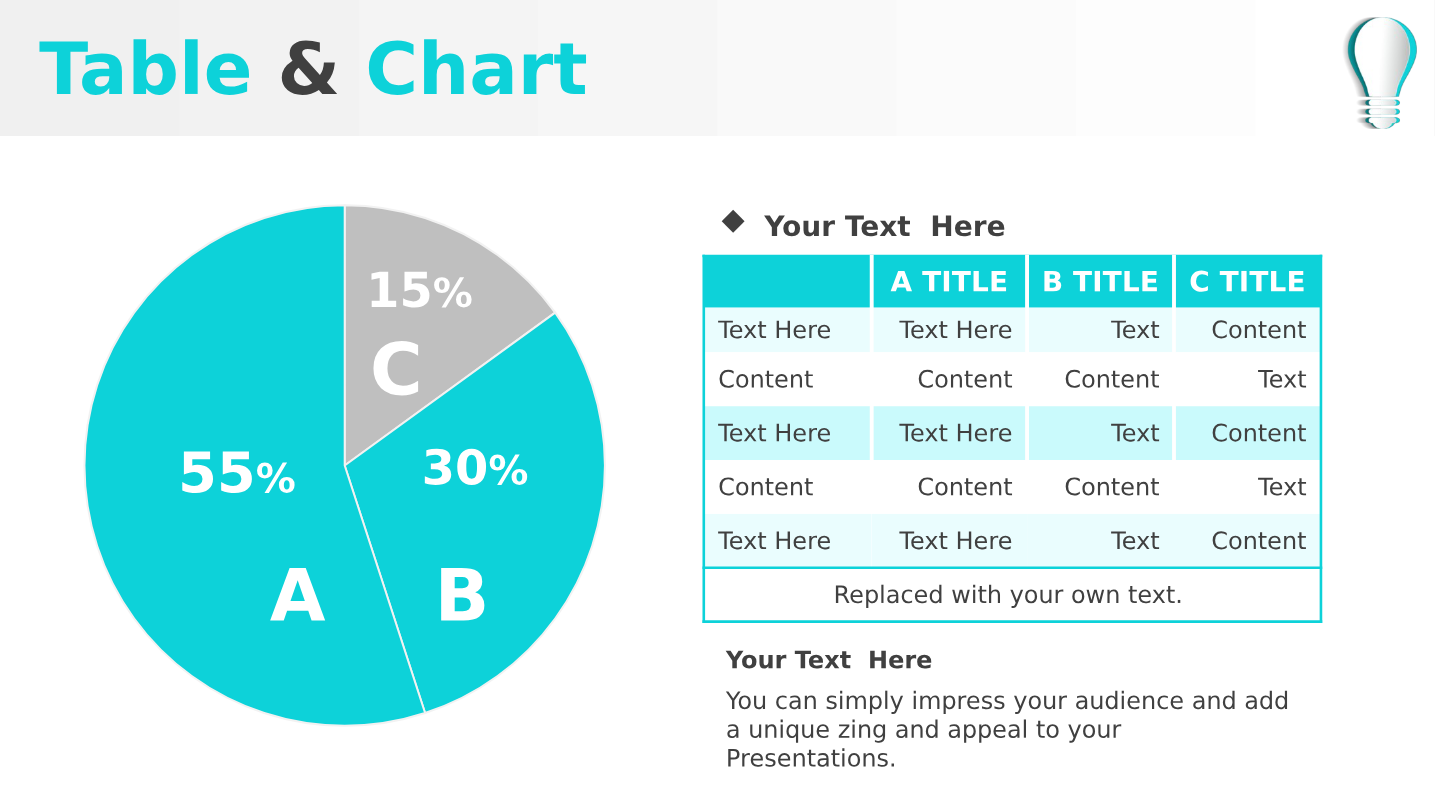 Table & Chart
15%
C
55%
30%
A
B
◆ Your Text  Here
A TITLE B TITLE C TITLE
Text Here Text Here Text Content
Content Content Content Text
Text Here Text Here Text Content
Content Content Content Text
Text Here Text Here Text Content
Replaced with your own text.
Your Text  Here
You can simply impress your audience and add
a unique zing and appeal to your
Presentations.